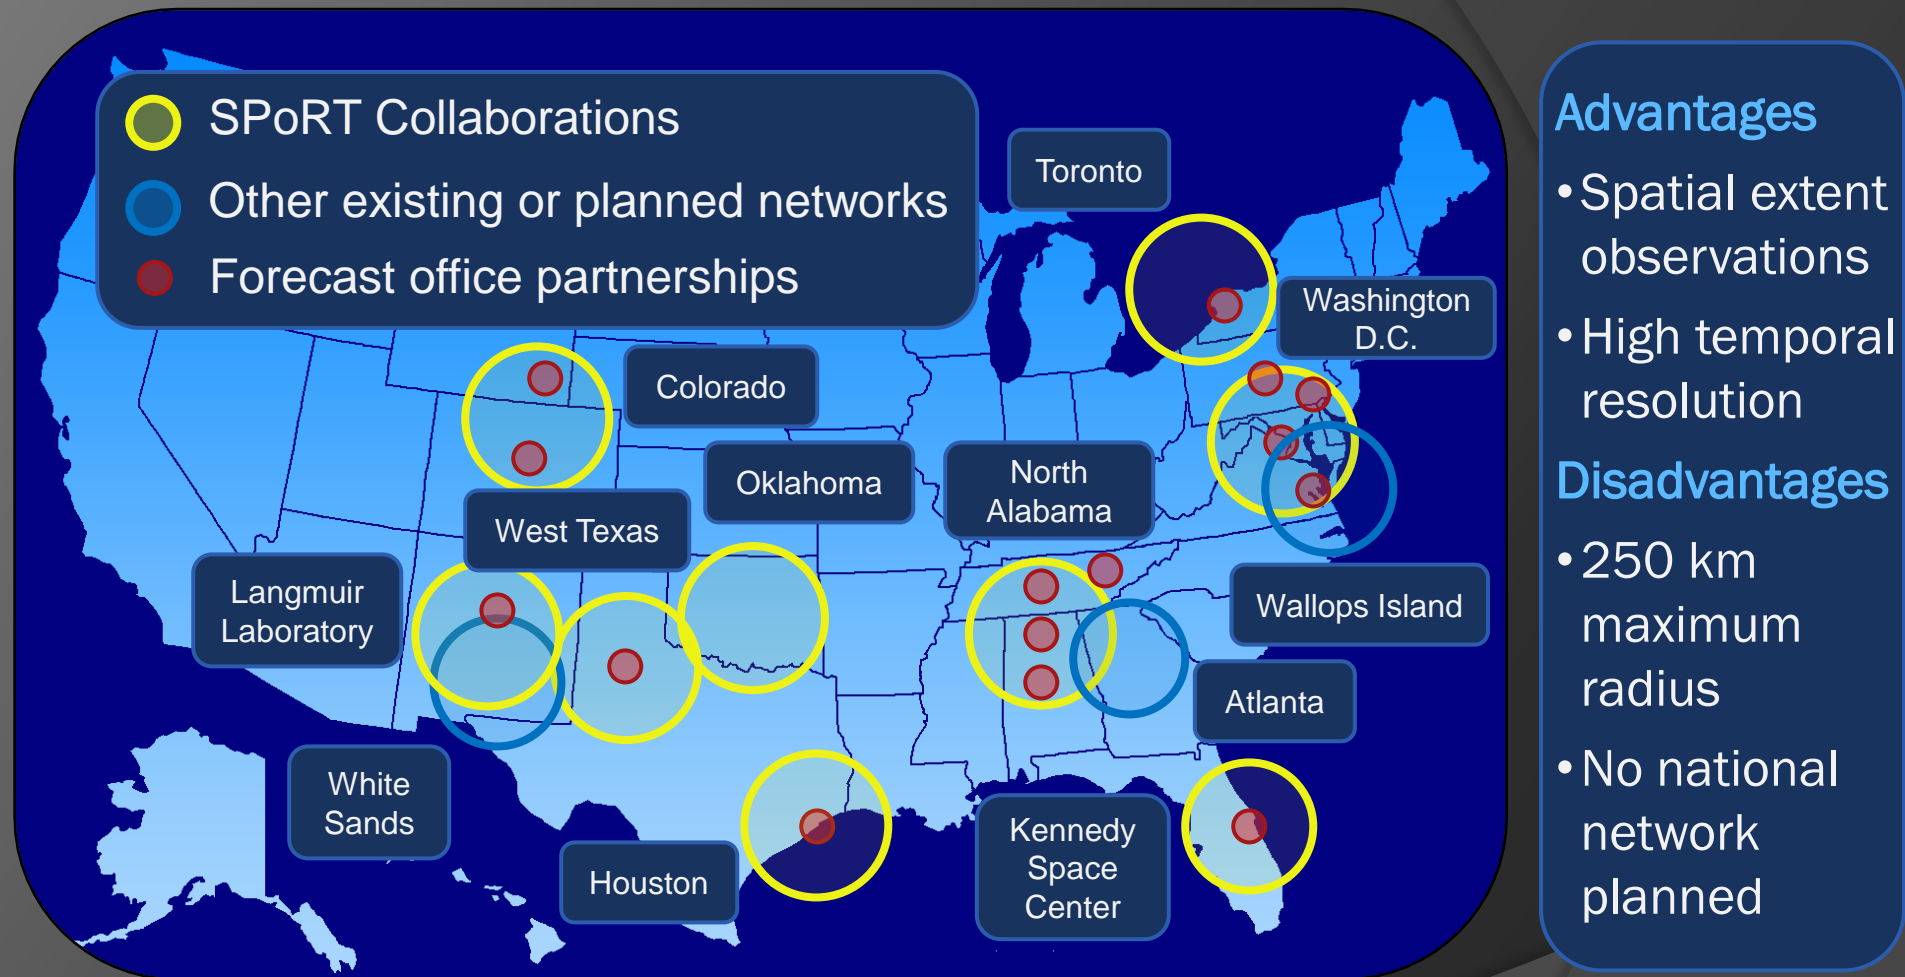 SPoRT Collaborations
Other existing or planned networks
Forecast office partnerships
Toronto
Washington
D.C.
Colorado
Oklahoma
North
Alabama
West Texas
Langmuir
Laboratory
Wallops Island
Atlanta
White
Sands
Houston
Kennedy
Space
Center
Advantages
• Spatial extent
observations
• High temporal
resolution
Disadvantages
• 250 km
maximum
radius
• No national
network
planned